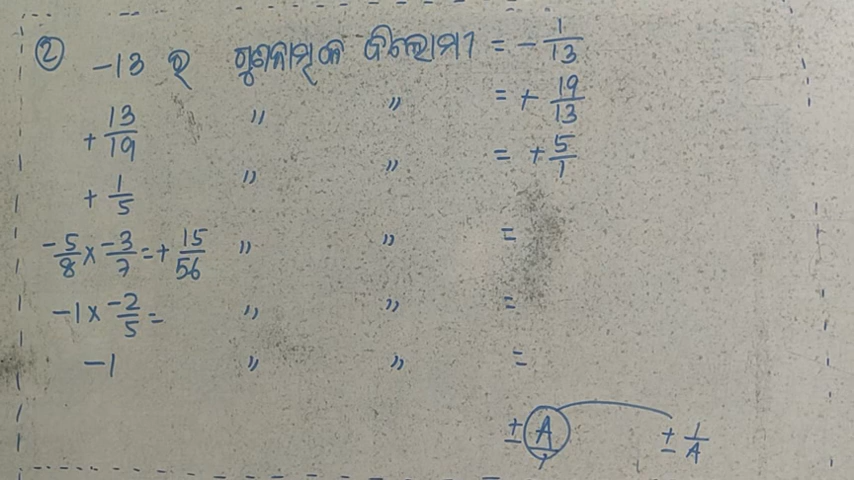 ② -13 ର ଗୁଣନାତ୍ମକ ବିଲୋମୀ = - 1/13
+ 13/19 " " = + 19/13
+ 1/5 " " = + 5/1
-5/8 × -3/7 = + 15/56 " " =
-1 × -2/5 = " " =
-1 " " =
± A/1 ± 1/A